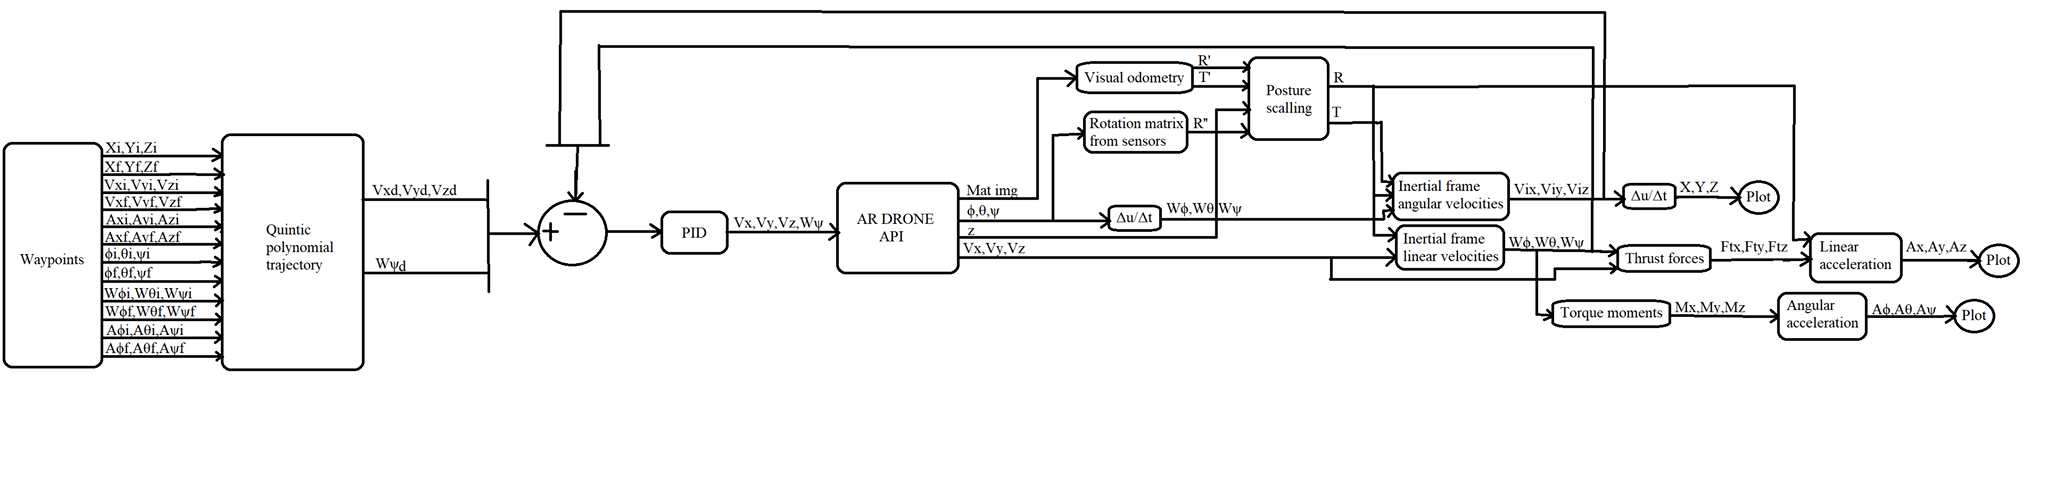 Waypoints
Xi,Yi,Zi
Xf,Yf,Zf
Vxi,Vyi,Vzi
Vxf,Vyf,Vzf
Axi,Ayi,Azi
Axf,Ayf,Azf
ϕi,θi,ψi
ϕf,θf,ψf
Wϕi,Wθi,Wψi
Wϕf,Wθf,Wψf
Aϕi,Aθi,Aψi
Aϕf,Aθf,Aψf
Quintic
polynomial
trajectory
Vxd,Vyd,Vzd
Wψd
+
−
PID
Vx,Vy,Vz,Wψ
AR DRONE
API
Mat img
ϕ,θ,ψ
z
Vx,Vy,Vz
Visual odometry
R'
T'
Rotation matrix
from sensors
R"
Δu/Δt
Wϕ,Wθ,Wψ
Posture
scalling
R
T
Inertial frame
angular velocities
Vix,Viy,Viz
Inertial frame
linear velocities
Wϕ,Wθ,Wψ
Δu/Δt
X,Y,Z
Plot
Thrust forces
Ftx,Fty,Ftz
Linear
acceleration
Ax,Ay,Az
Plot
Torque moments
Mx,My,Mz
Angular
acceleration
Aϕ,Aθ,Aψ
Plot